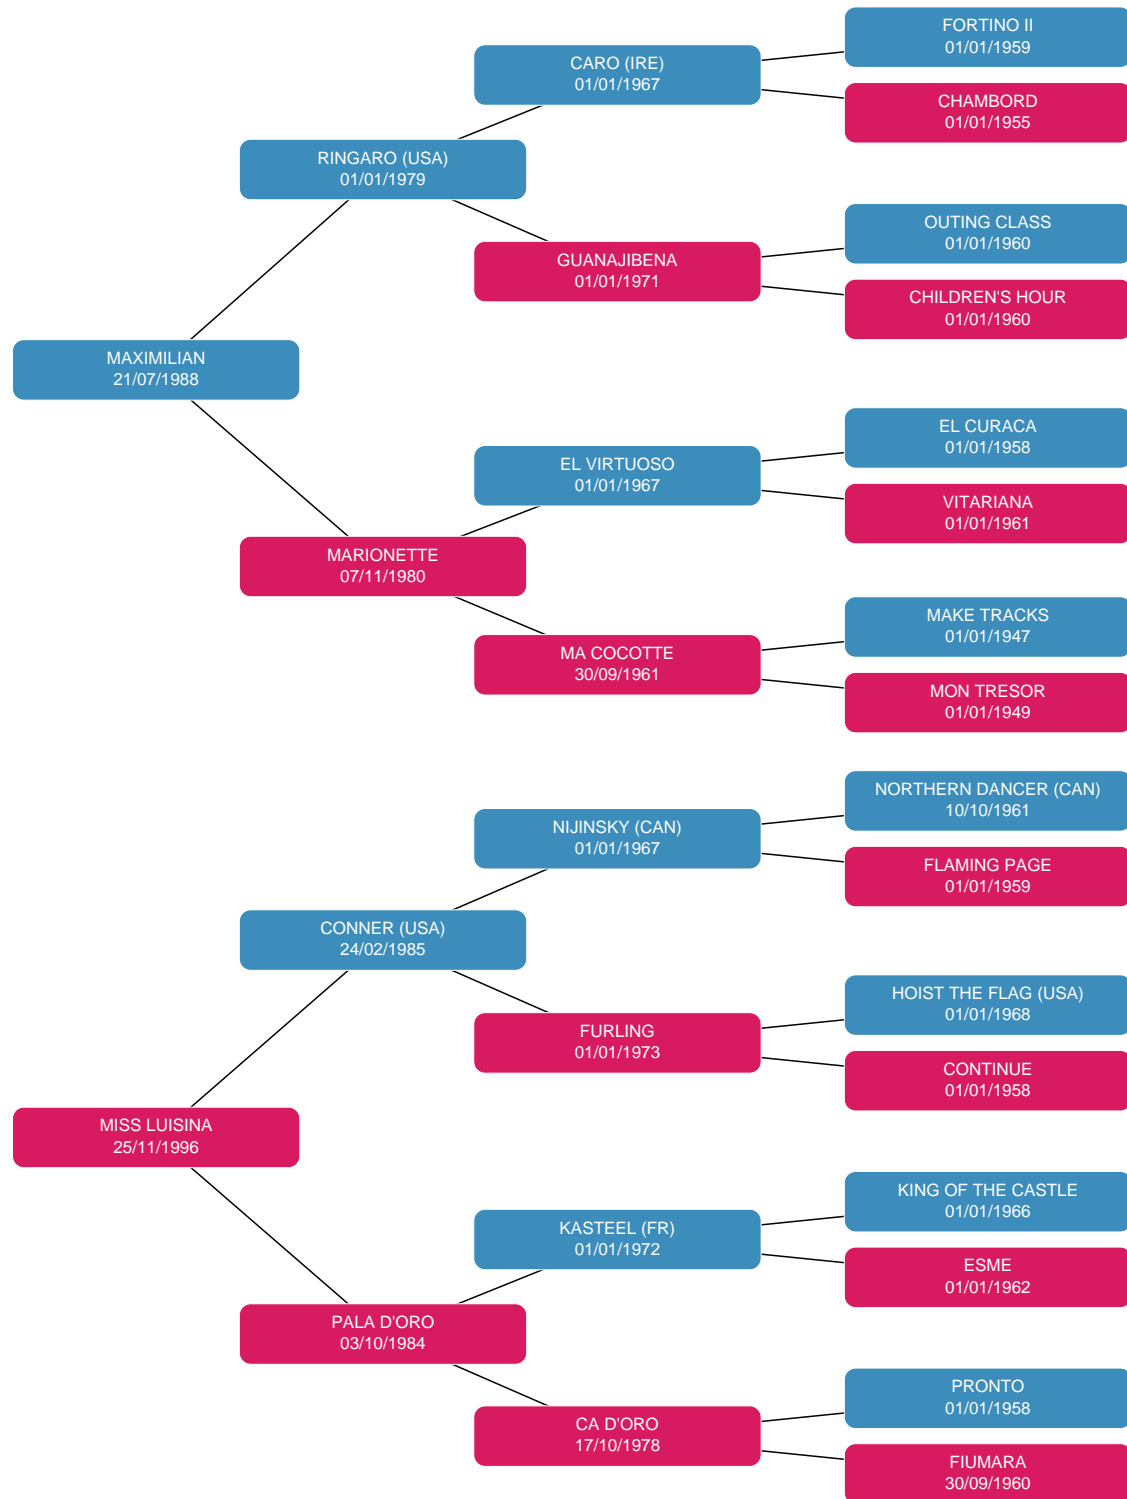 FORTINO II
01/01/1959
CARO (IRE)
01/01/1967
CHAMBORD
01/01/1955
RINGARO (USA)
01/01/1979
OUTING CLASS
01/01/1960
GUANAJIBENA
01/01/1971
CHILDREN'S HOUR
01/01/1960
MAXIMILIAN
21/07/1988
EL CURACA
01/01/1958
EL VIRTUOSO
01/01/1967
VITARIANA
01/01/1961
MARIONETTE
07/11/1980
MAKE TRACKS
01/01/1947
MA COCOTTE
30/09/1961
MON TRESOR
01/01/1949
NORTHERN DANCER (CAN)
10/10/1961
NIJINSKY (CAN)
01/01/1967
FLAMING PAGE
01/01/1959
CONNER (USA)
24/02/1985
HOIST THE FLAG (USA)
01/01/1968
FURLING
01/01/1973
CONTINUE
01/01/1958
MISS LUISINA
25/11/1996
KING OF THE CASTLE
01/01/1966
KASTEEL (FR)
01/01/1972
ESME
01/01/1962
PALA D'ORO
03/10/1984
PRONTO
01/01/1958
CA D'ORO
17/10/1978
FIUMARA
30/09/1960